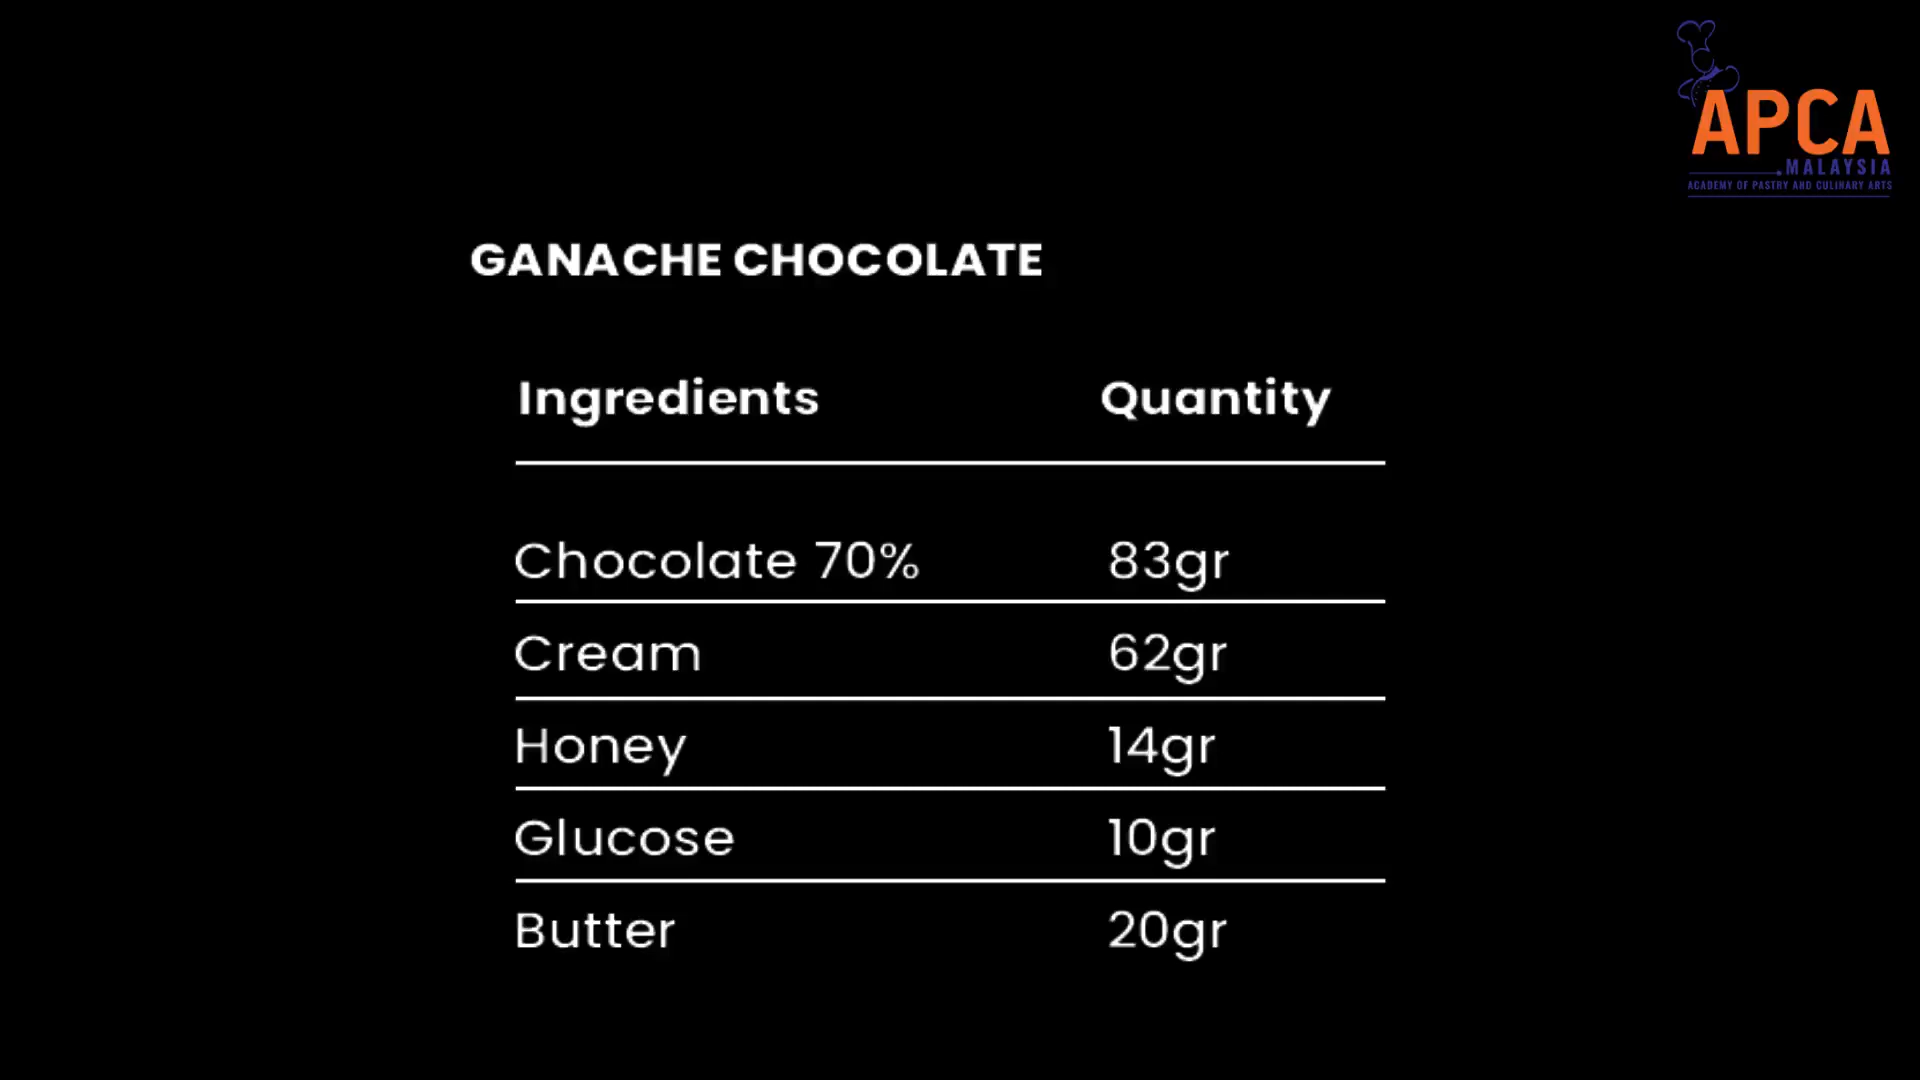 APCA
.MALAYSIA
ACADEMY OF PASTRY AND CULINARY ARTS
GANACHE CHOCOLATE
Ingredients Quantity
Chocolate 70% 83gr
Cream 62gr
Honey 14gr
Glucose 10gr
Butter 20gr